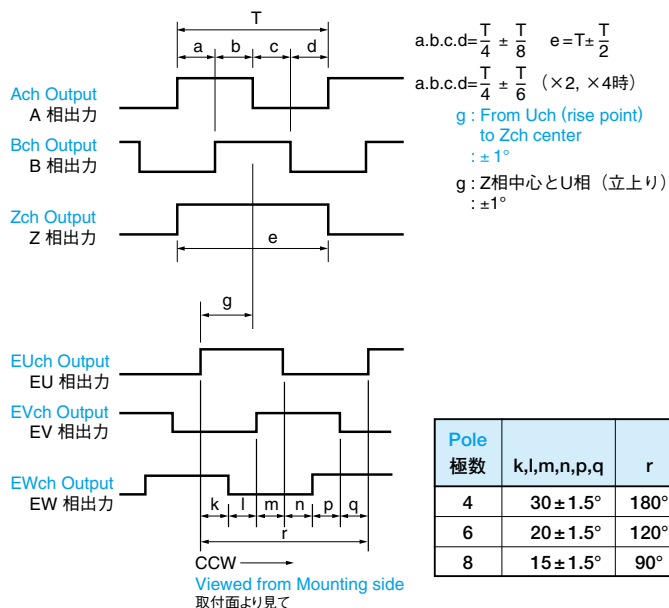 T
a b c d
a.b.c.d=T/4 ± T/8 e=T±T/2
a.b.c.d=T/4 ± T/6 (×2, ×4時)
g : From Uch (rise point)
to Zch center
: ± 1°
g : Z相中心とU相（立上り）
: ±1°
Ach Output
A 相出力
Bch Output
B 相出力
Zch Output
Z 相出力
e
g
EUch Output
EU 相出力
EVch Output
EV 相出力
EWch Output
EW 相出力
k l m n p q
r
CCW
Viewed from Mounting side
取付面より見て
Pole
極数 k,l,m,n,p,q r
4 30±1.5° 180°
6 20±1.5° 120°
8 15±1.5° 90°